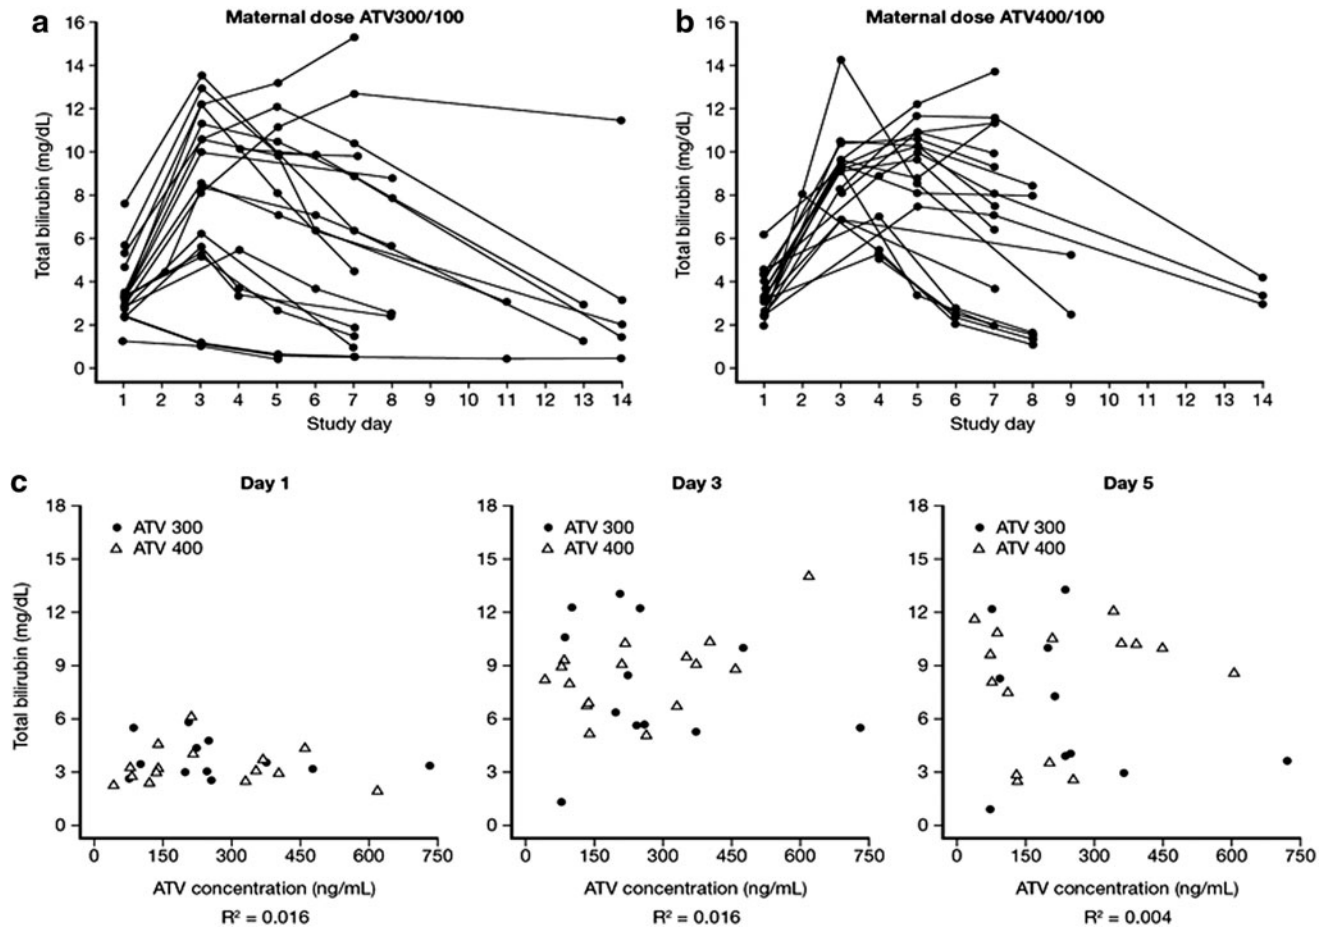 a
Maternal dose ATV300/100
16
14
12
10
8
6
4
2
0
Total bilirubin (mg/dL)
1 2 3 4 5 6 7 8 9 10 11 12 13 14
Study day
b
Maternal dose ATV400/100
16
14
12
10
8
6
4
2
0
Total bilirubin (mg/dL)
1 2 3 4 5 6 7 8 9 10 11 12 13 14
Study day
c
Day 1
18
15
12
9
6
3
0
Total bilirubin (mg/dL)
ATV 300
ATV 400
0 150 300 450 600 750
ATV concentration (ng/mL)
R² = 0.016
Day 3
18
15
12
9
6
3
0
ATV 300
ATV 400
150 300 450 600 750
ATV concentration (ng/mL)
R² = 0.016
Day 5
18
15
12
9
6
3
0
ATV 300
ATV 400
0 150 300 450 600 750
ATV concentration (ng/mL)
R² = 0.004